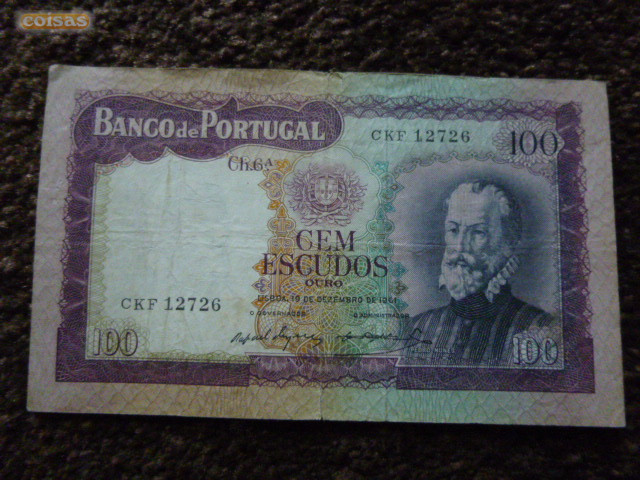 coisas
BANCO de PORTUGAL
CKF 12726
100
Ch. 6ª
CEM
ESCUDOS
OURO
LISBOA, 19 DE DEZEMBRO DE 1961
CKF 12726
O GOVERNADOR
O ADMINISTRADOR
100
100